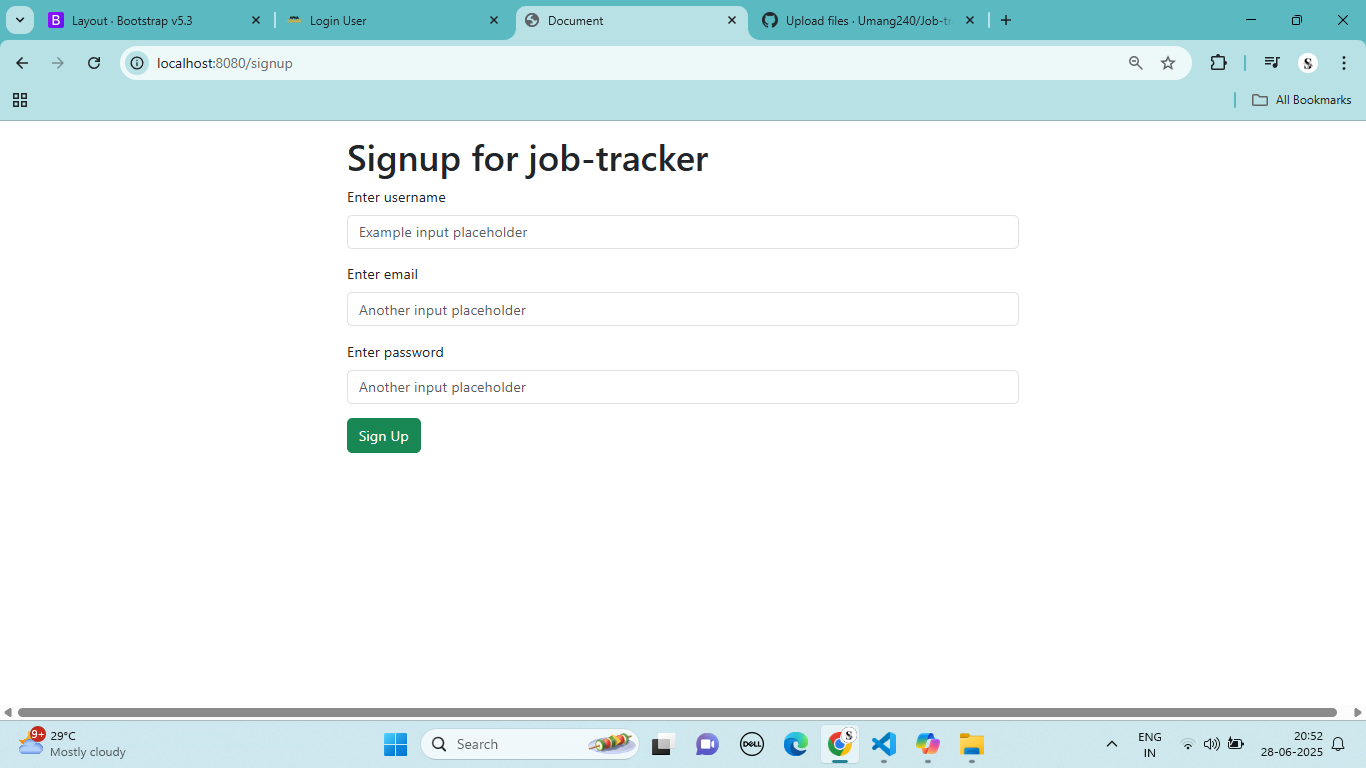 Layout · Bootstrap v5.3
Login User
Document
Upload files · Umang240/Job-tr
localhost:8080/signup
All Bookmarks
Signup for job-tracker
Enter username
Example input placeholder
Enter email
Another input placeholder
Enter password
Another input placeholder
Sign Up
9+
29°C
Mostly cloudy
Search
DELL
ENG
IN
20:52
28-06-2025